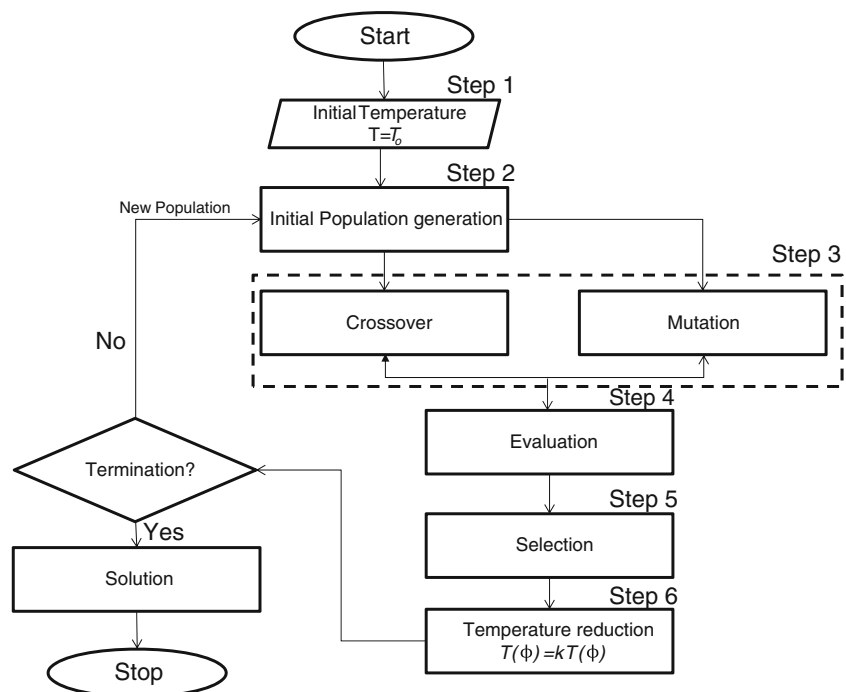 Start
Step 1
Initial Temperature
T=To
Step 2
New Population
Initial Population generation
Step 3
Crossover
Mutation
No
Step 4
Evaluation
Termination?
Step 5
Yes
Selection
Solution
Step 6
Temperature reduction
T(ϕ)=kT(ϕ)
Stop